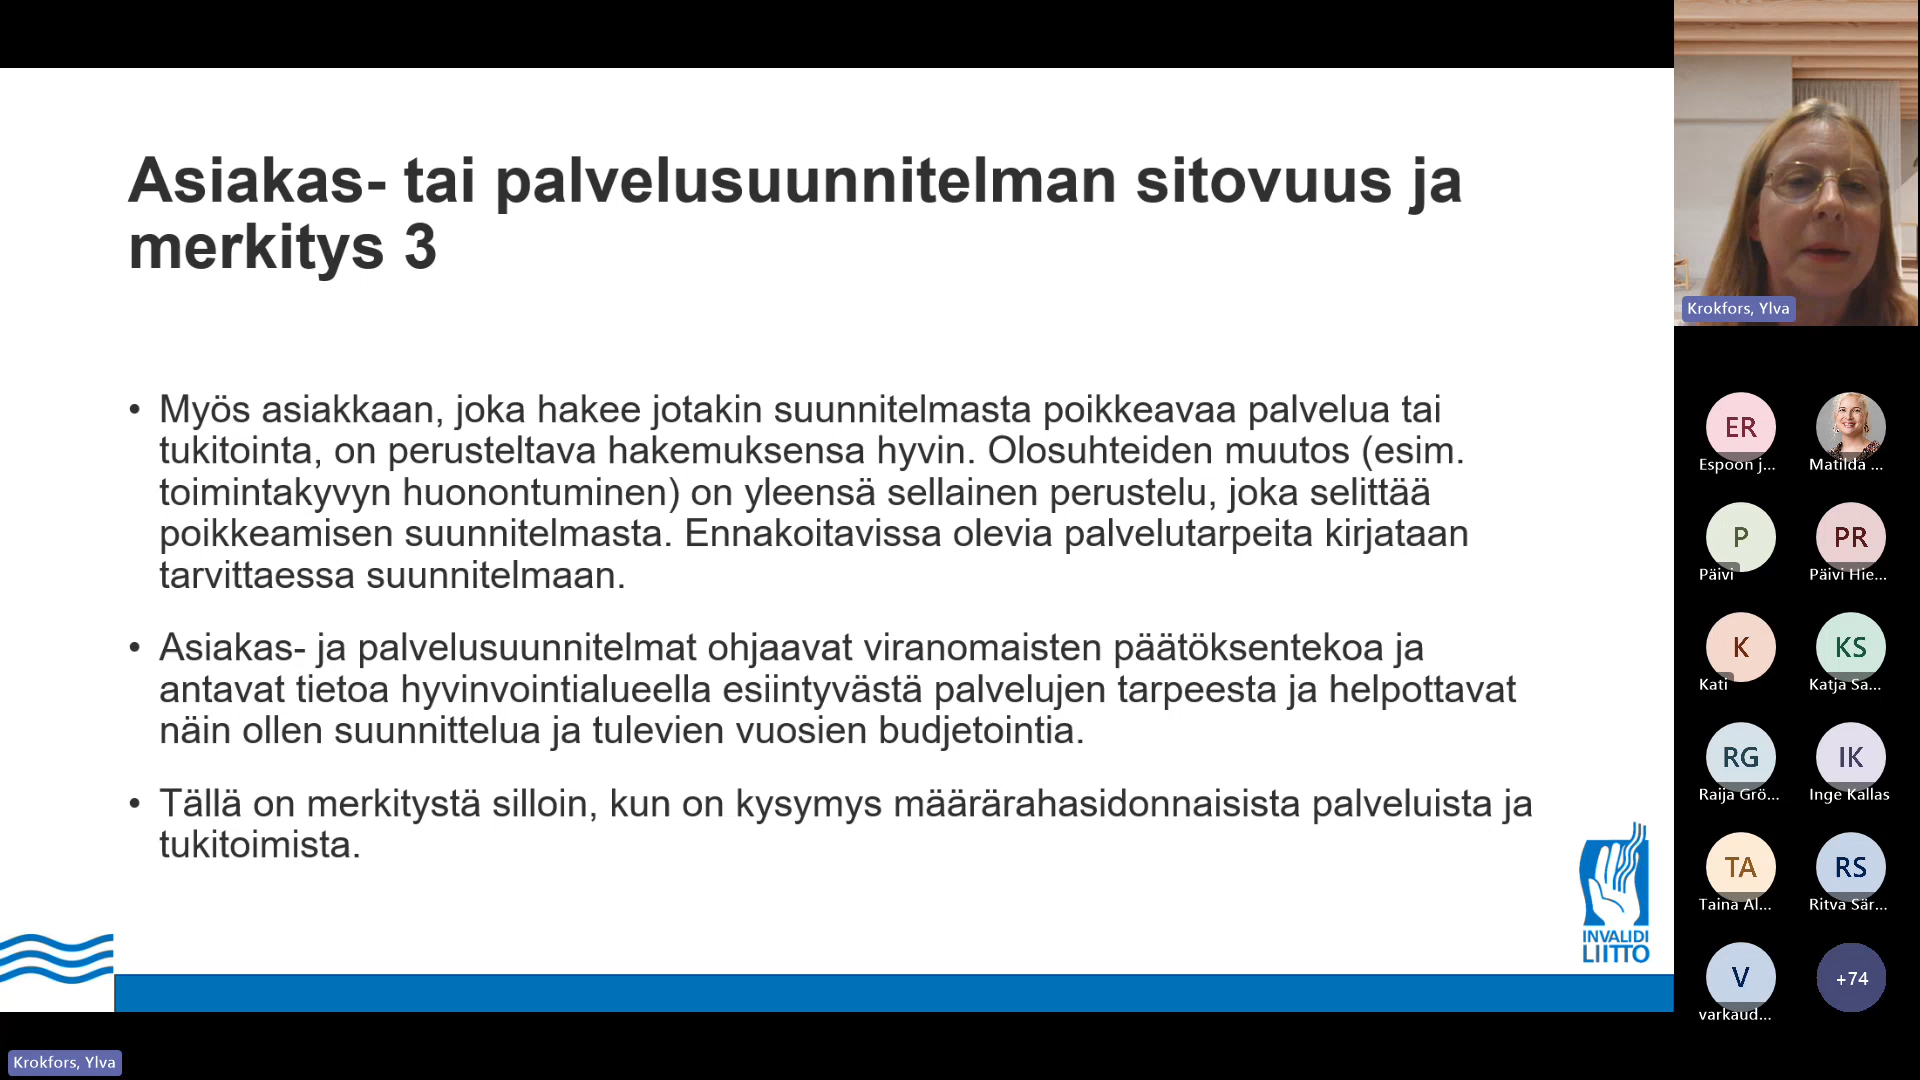 Asiakas- tai palvelusuunnitelman sitovuus ja
merkitys 3
• Myös asiakkaan, joka hakee jotakin suunnitelmasta poikkeavaa palvelua tai
tukitointa, on perusteltava hakemuksensa hyvin. Olosuhteiden muutos (esim.
toimintakyvyn huonontuminen) on yleensä sellainen perustelu, joka selittää
poikkeamisen suunnitelmasta. Ennakoitavissa olevia palvelutarpeita kirjataan
tarvittaessa suunnitelmaan.
• Asiakas- ja palvelusuunnitelmat ohjaavat viranomaisten päätöksentekoa ja
antavat tietoa hyvinvointialueella esiintyvästä palvelujen tarpeesta ja helpottavat
näin ollen suunnittelua ja tulevien vuosien budjetointia.
• Tällä on merkitystä silloin, kun on kysymys määrärahasidonnaisista palveluista ja
tukitoimista.
INVALIDI
LIITTO
Krokfors, Ylva
Krokfors, Ylva
ER
Espoon j...
Matilda ...
P
Päivi
PR
Päivi Hie...
K
Kati
KS
Katja Sa...
RG
Raija Grö...
IK
Inge Kallas
TA
Taina Al...
RS
Ritva Sär...
V
varkaud...
+74